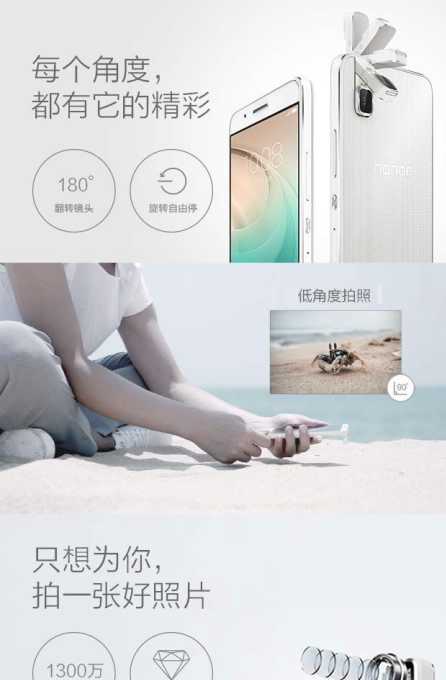 每个角度，
都有它的精彩
08:08
honor
180°
翻转镜头
旋转自由停
低角度拍照
90°
只想为你，
拍一张好照片
1300万